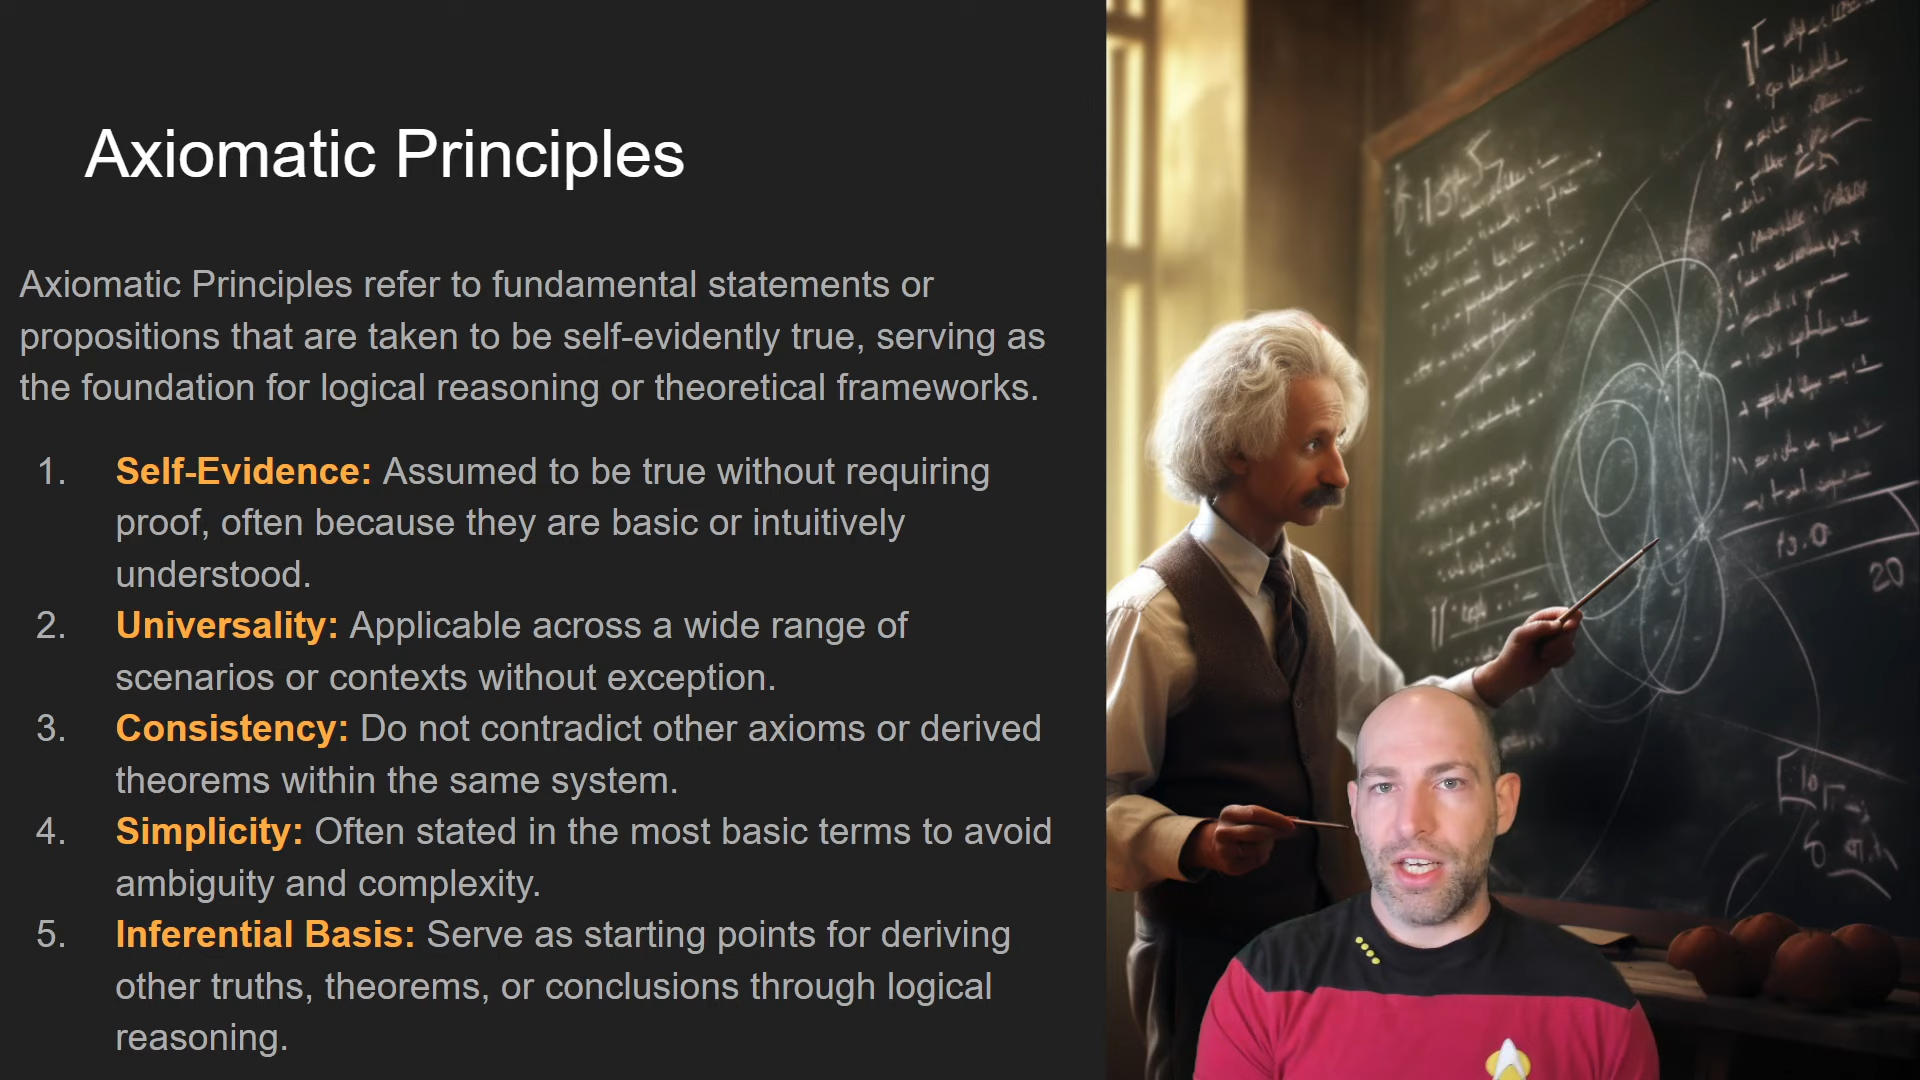 Axiomatic Principles
Axiomatic Principles refer to fundamental statements or
propositions that are taken to be self-evidently true, serving as
the foundation for logical reasoning or theoretical frameworks.
1. Self-Evidence: Assumed to be true without requiring
proof, often because they are basic or intuitively
understood.
2. Universality: Applicable across a wide range of
scenarios or contexts without exception.
3. Consistency: Do not contradict other axioms or derived
theorems within the same system.
4. Simplicity: Often stated in the most basic terms to avoid
ambiguity and complexity.
5. Inferential Basis: Serve as starting points for deriving
other truths, theorems, or conclusions through logical
reasoning.
20